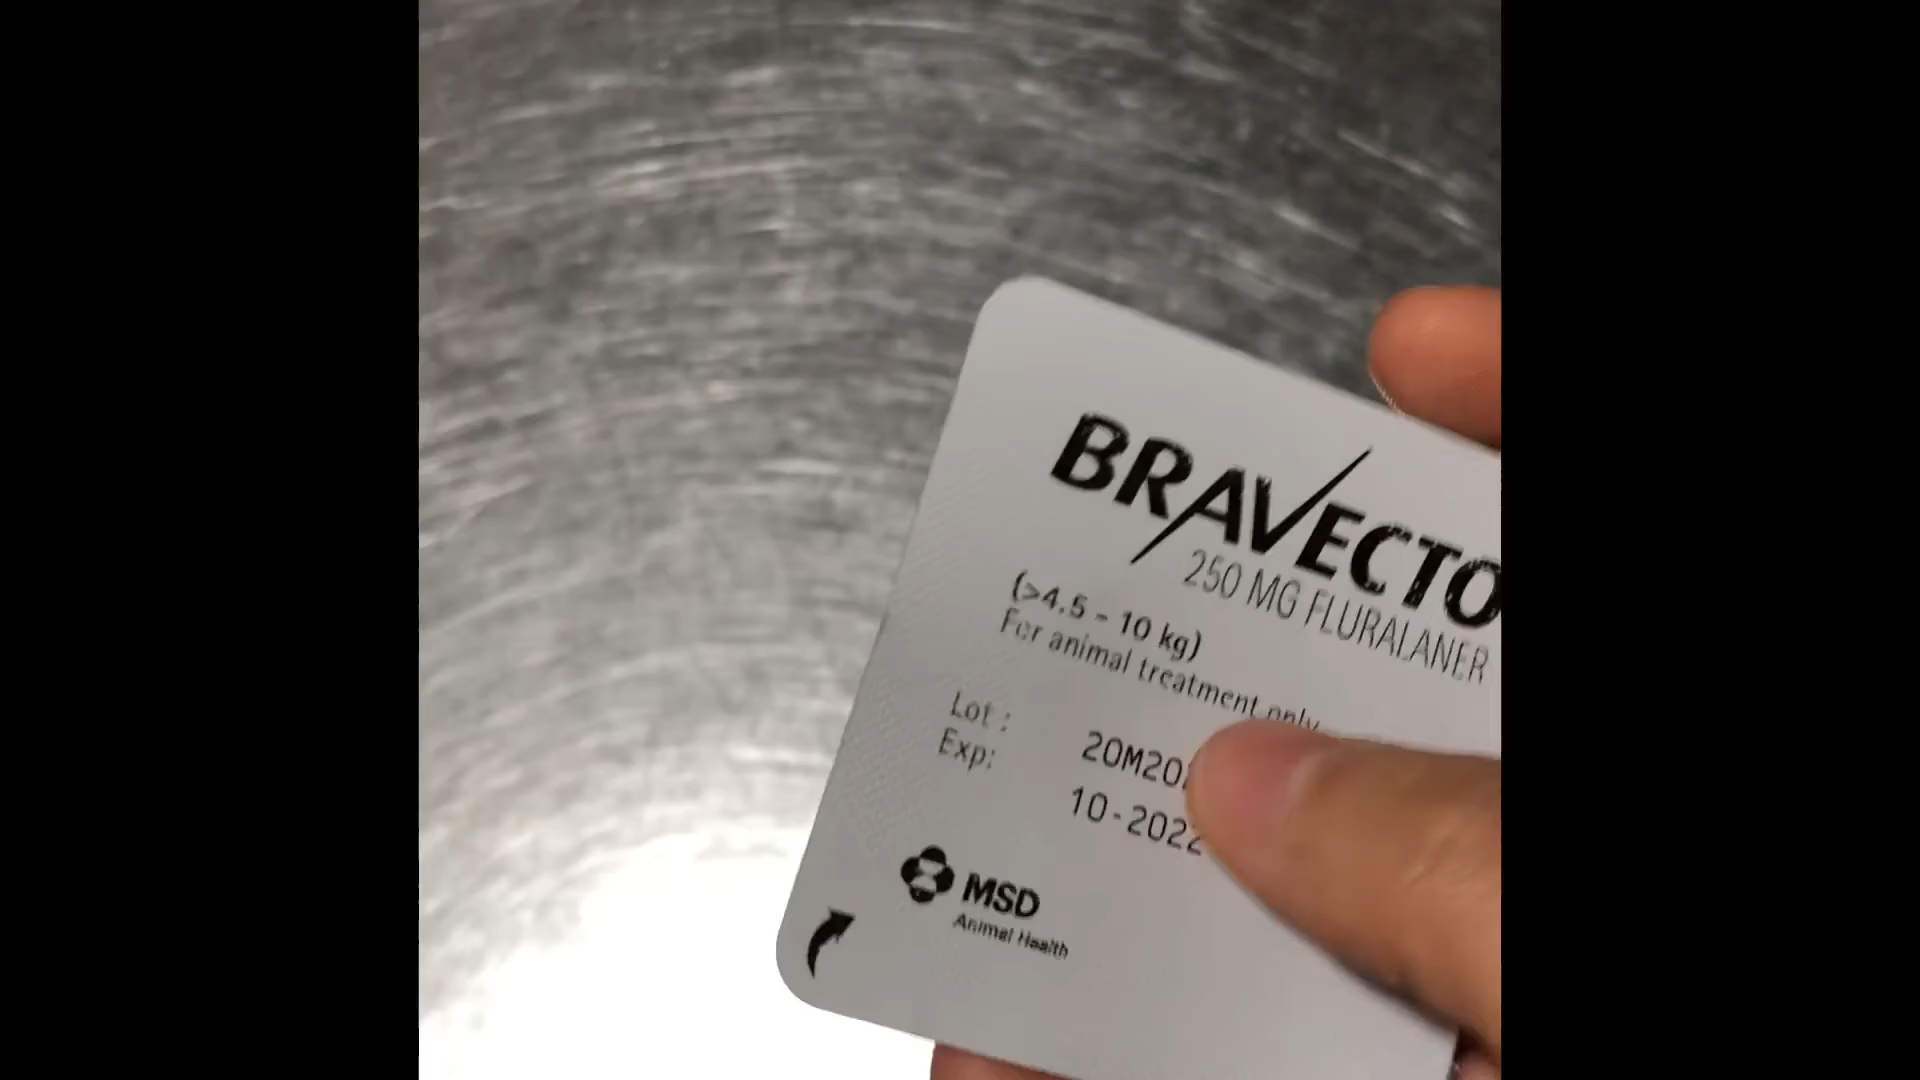 BRAVECTO
250 MG FLURALANER
(>4.5 - 10 kg)
For animal treatment only
Lot :
20M20
Exp:
10-2022
MSD
Animal Health